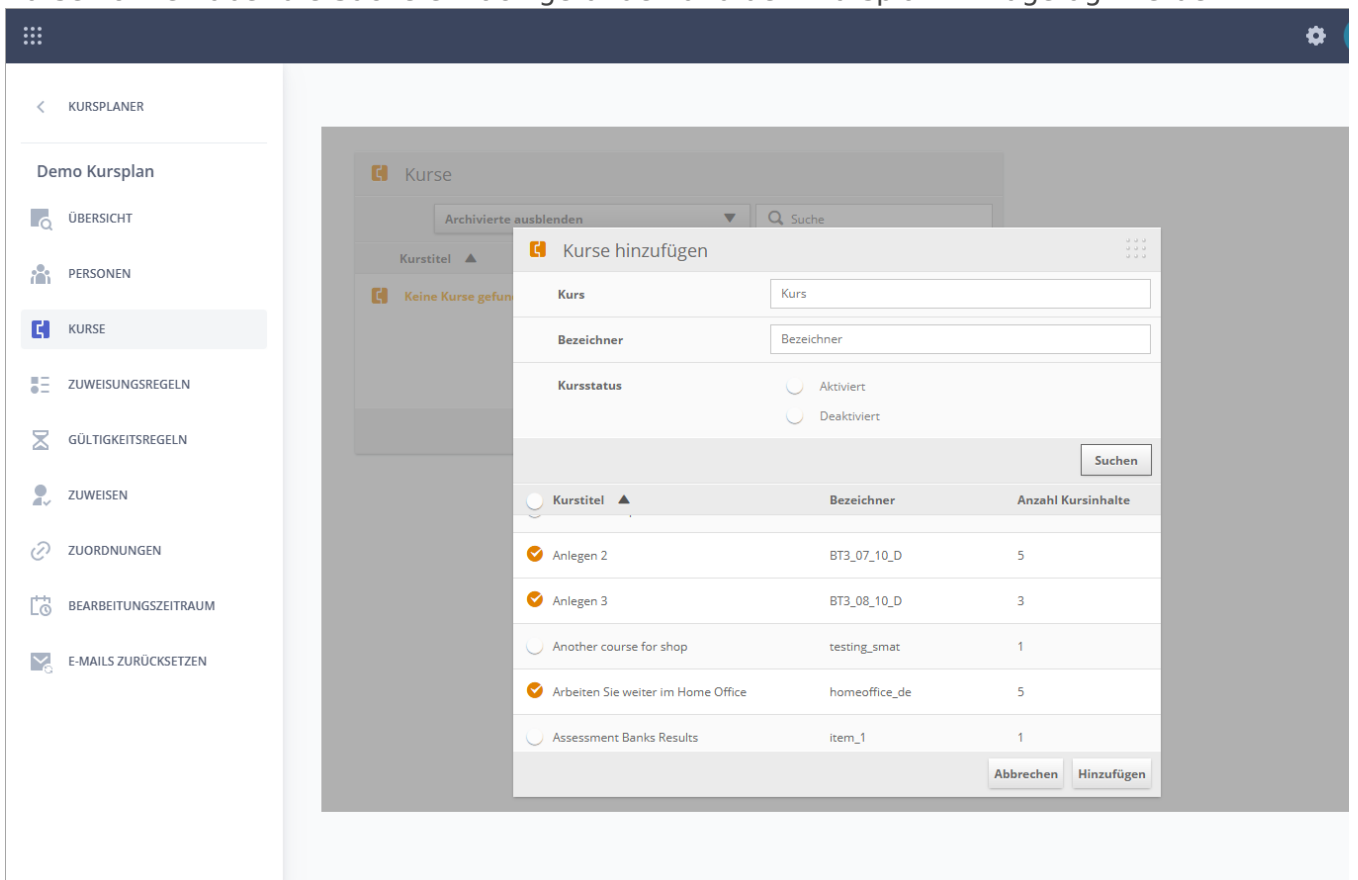 KURSPLANER
Demo Kursplan
ÜBERSICHT
PERSONEN
KURSE
ZUWEISUNGSREGELN
GÜLTIGKEITSREGELN
ZUWEISEN
ZUORDNUNGEN
BEARBEITUNGSZEITRAUM
E-MAILS ZURÜCKSETZEN
Kurse
Archivierte ausblenden Suche
Kurstitel
Keine Kurse
Kurse hinzufügen
Kurs Kurs
Bezeichner Bezeichner
Kursstatus Aktiviert
Deaktiviert
Suchen
Kurstitel Bezeichner Anzahl Kursinhalte
Anlegen 2 BT3_07_10_D 5
Anlegen 3 BT3_08_10_D 3
Another course for shop testing_smat 1
Arbeiten Sie weiter im Home Office homeoffice_de 5
Assessment Banks Results item_1 1
Abbrechen Hinzufügen